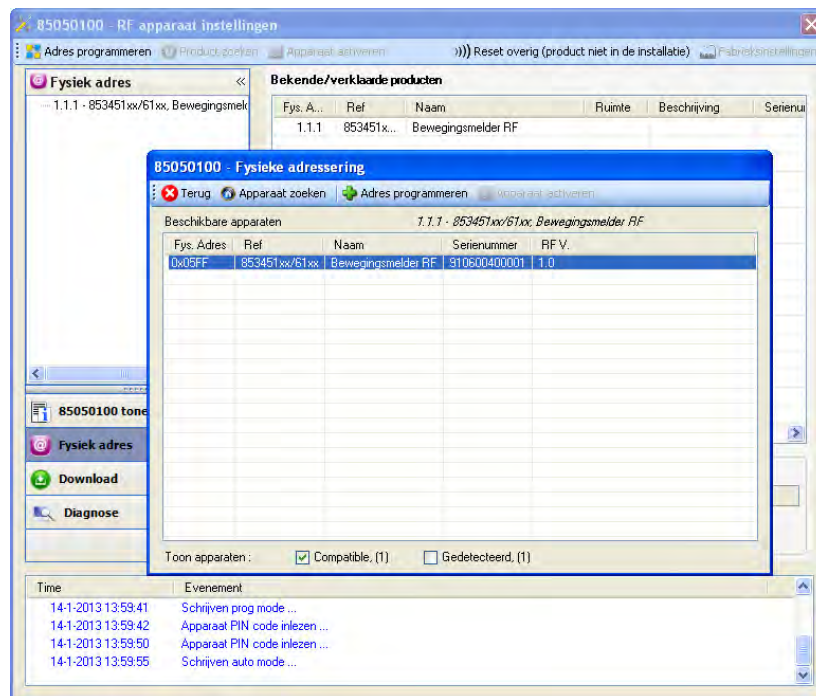 85050100 - RF apparaat instellingen
Adres programmeren Product zoeken Apparaat activeren Reset overig (product niet in de installatie) Fabrieksinstellingen
Fysiek adres «
1.1.1 - 853451xx/61xx, Bewegingsmelc
Bekende/verklaarde producten
Fys. A... Ref Naam Ruimte Beschrijving Serienu
1.1.1 853451x... Bewegingsmelder RF
85050100 - Fysieke adressering
Terug Apparaat zoeken Adres programmeren Apparaat activeren
Beschikbare apparaten 1.1.1 - 853451xx/61xx, Bewegingsmelder RF
Fys. Adres Ref Naam Serienummer RF V.
0x05FF 853451xx/61xx Bewegingsmelder RF 910600400001 1.0
85050100 tone
Fysiek adres
Download
Diagnose
Toon apparaten : Compatible, (1) Gedetecteerd, (1)
Time Evenement
14-1-2013 13:59:41 Schrijven prog mode ...
14-1-2013 13:59:42 Apparaat PIN code inlezen ...
14-1-2013 13:59:50 Apparaat PIN code inlezen ...
14-1-2013 13:59:55 Schrijven auto mode ...